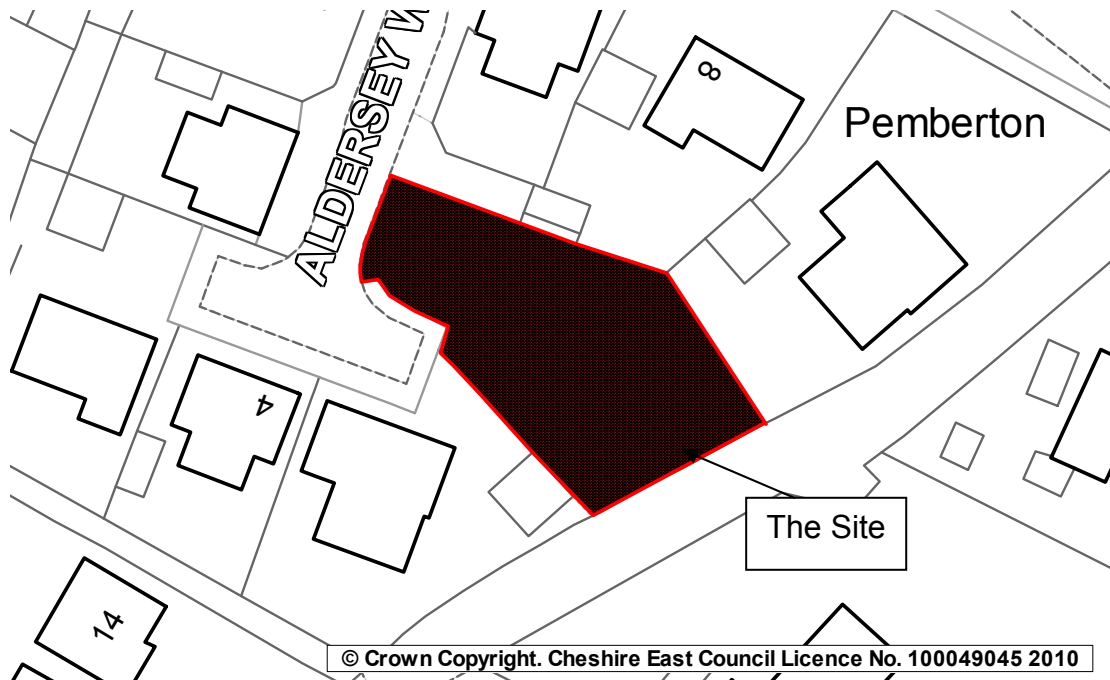 ALDERSEY W
8
Pemberton
4
The Site
14
© Crown Copyright. Cheshire East Council Licence No. 100049045 2010